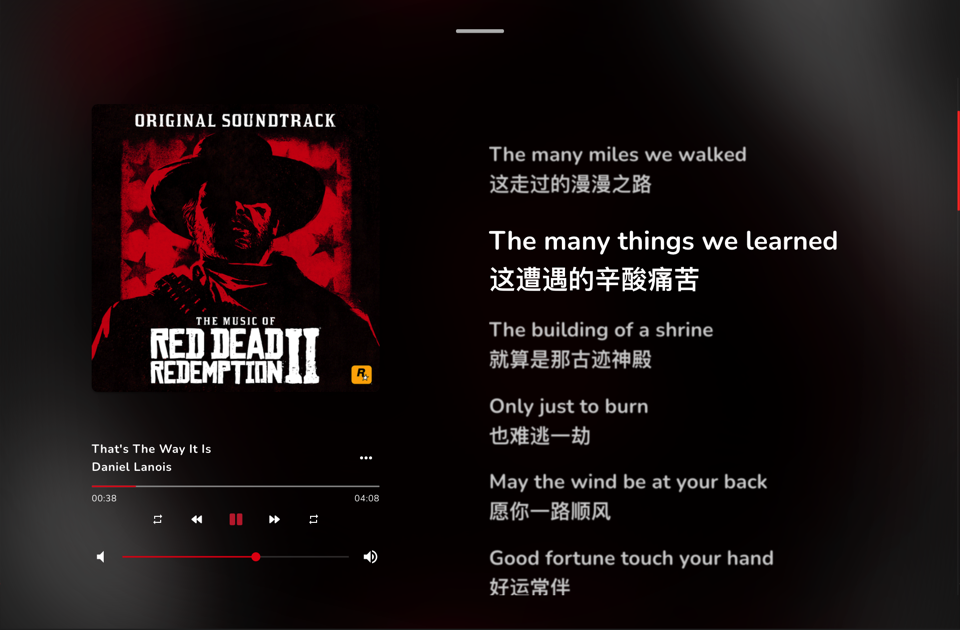 ORIGINAL SOUNDTRACK
THE MUSIC OF
RED DEAD
REDEMPTION II
R
That's The Way It Is
Daniel Lanois
00:38
04:08
The many miles we walked
这走过的漫漫之路
The many things we learned
这遭遇的辛酸痛苦
The building of a shrine
就算是那古迹神殿
Only just to burn
也难逃一劫
May the wind be at your back
愿你一路顺风
Good fortune touch your hand
好运常伴